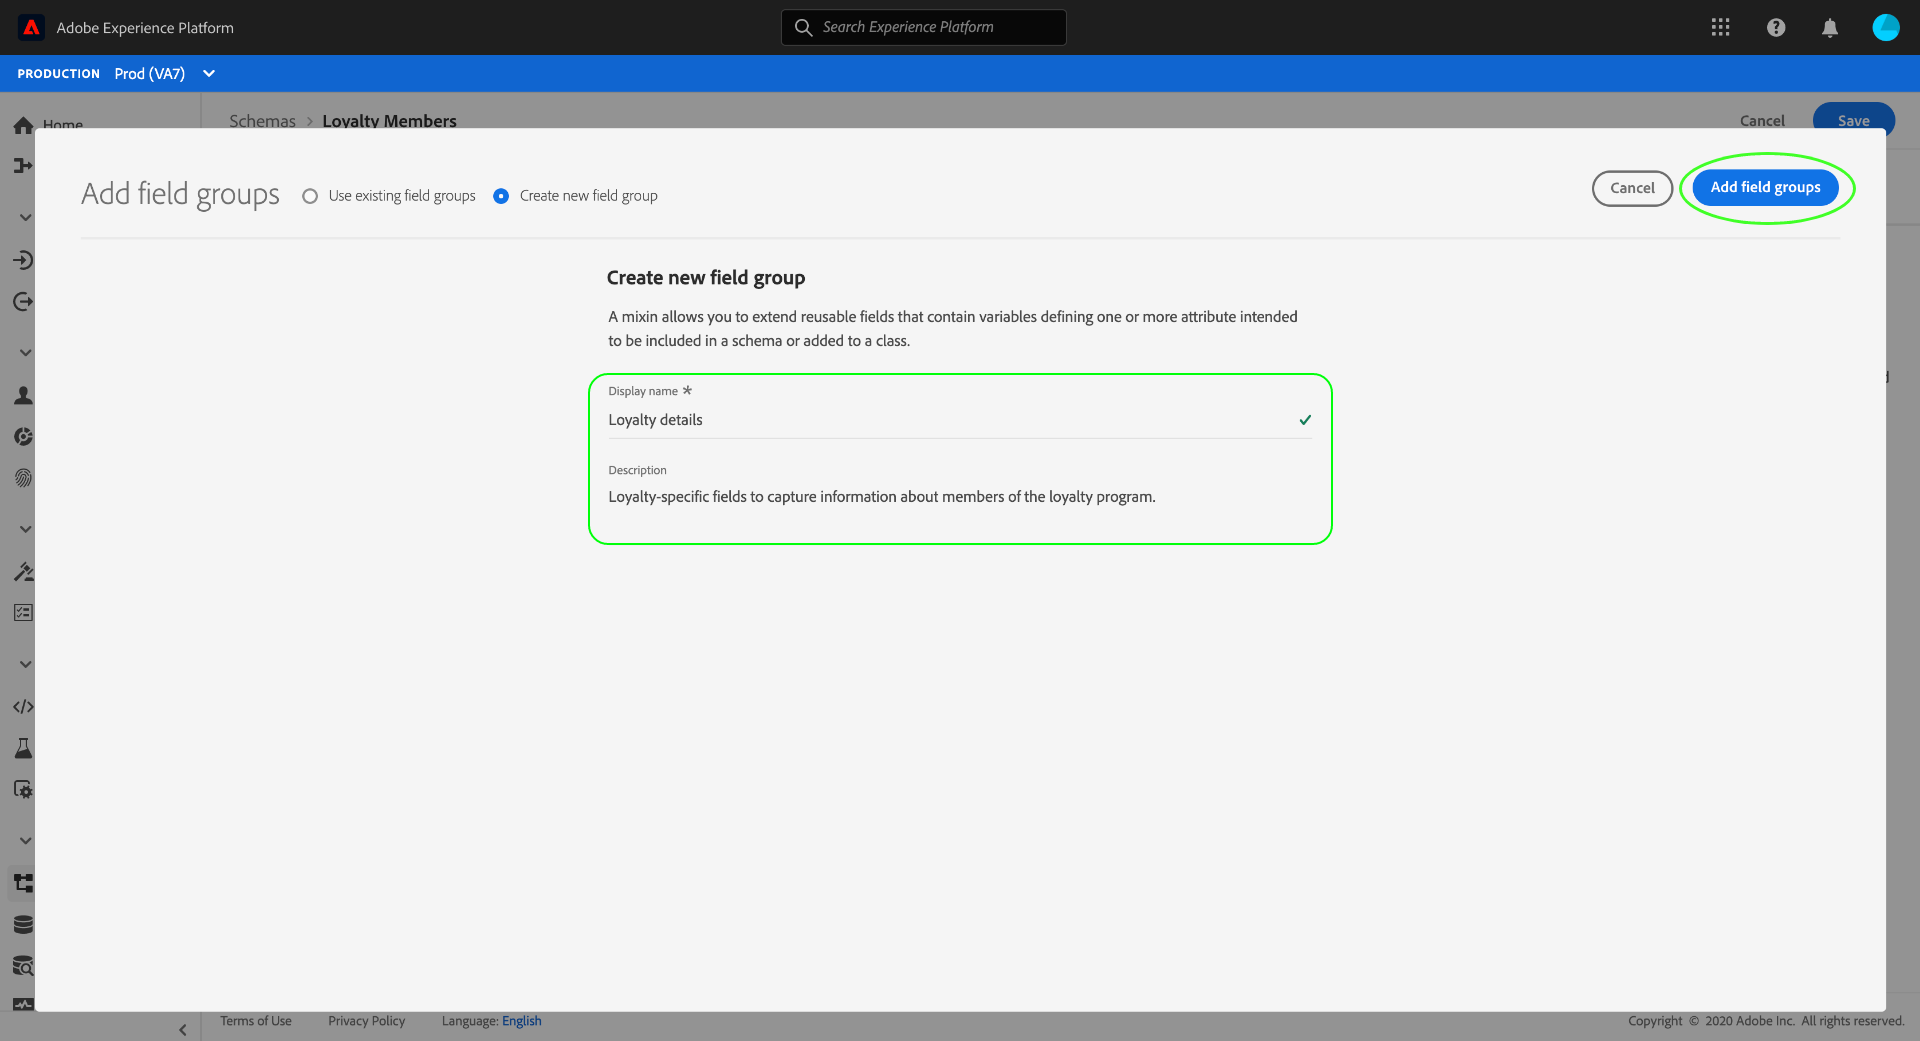 Adobe Experience Platform
Search Experience Platform
PRODUCTION Prod (VA7)
Home
Schemas > Loyalty Members
Cancel
Save
Add field groups
Use existing field groups
Create new field group
Cancel
Add field groups
Create new field group
A mixin allows you to extend reusable fields that contain variables defining one or more attribute intended
to be included in a schema or added to a class.
Display name *
Loyalty details
Description
Loyalty-specific fields to capture information about members of the loyalty program.
Terms of Use
Privacy Policy
Language: English
Copyright © 2020 Adobe Inc. All rights reserved.